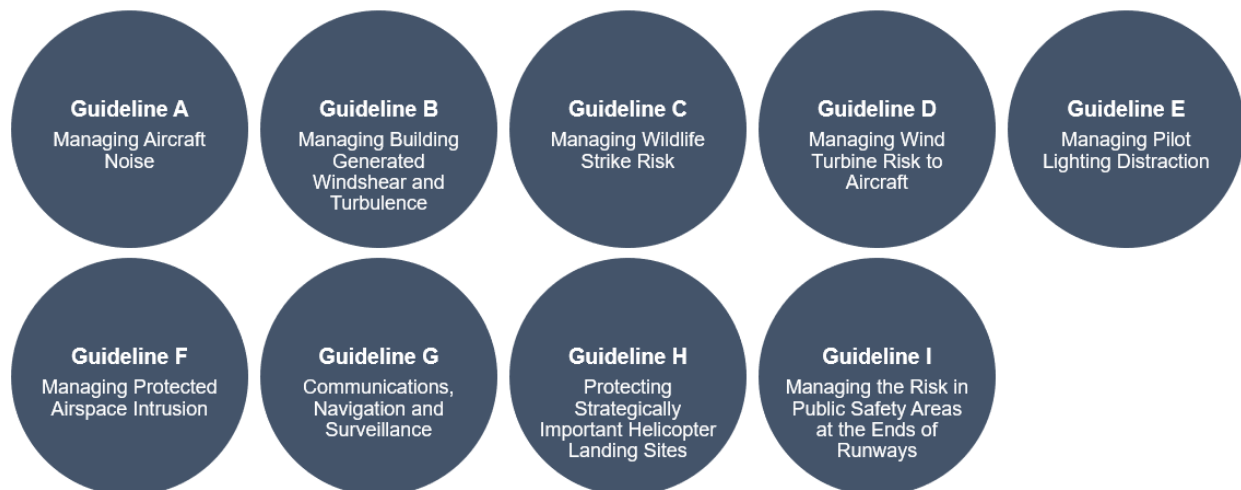 Guideline A
Managing Aircraft
Noise
Guideline B
Managing Building
Generated
Windshear and
Turbulence
Guideline C
Managing Wildlife
Strike Risk
Guideline D
Managing Wind
Turbine Risk to
Aircraft
Guideline E
Managing Pilot
Lighting Distraction
Guideline F
Managing Protected
Airspace Intrusion
Guideline G
Communications,
Navigation and
Surveillance
Guideline H
Protecting
Strategically
Important Helicopter
Landing Sites
Guideline I
Managing the Risk in
Public Safety Areas
at the Ends of
Runways